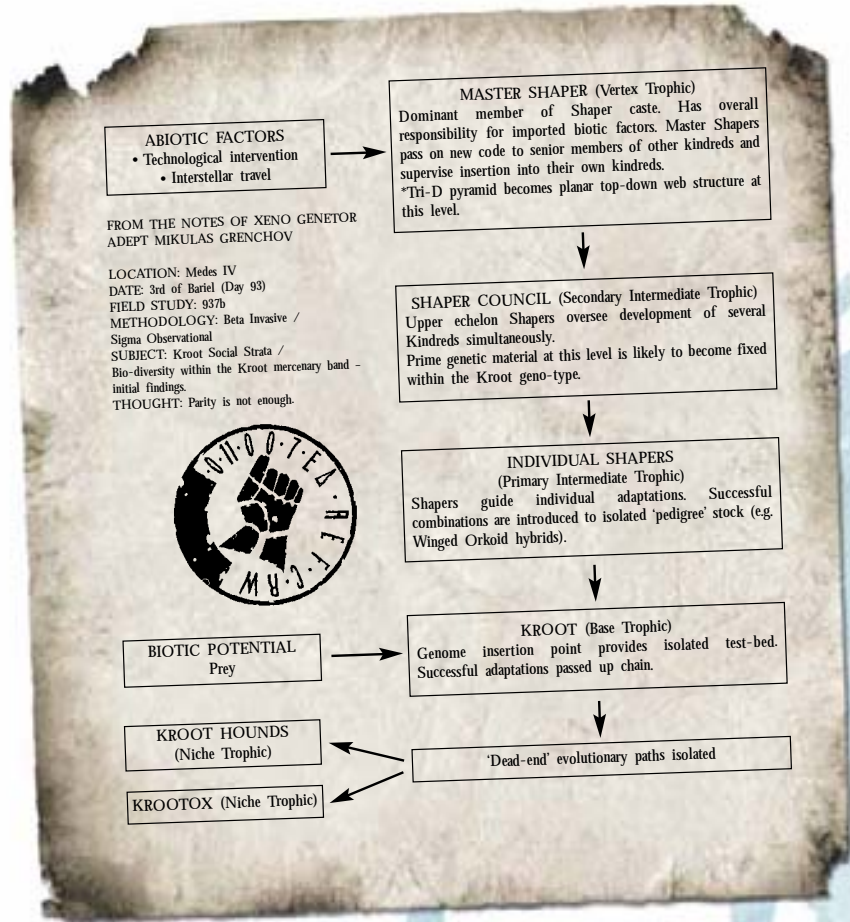 ABIOTIC FACTORS
• Technological intervention
• Interstellar travel
MASTER SHAPER (Vertex Trophic)
Dominant member of Shaper caste. Has overall
responsibility for imported biotic factors. Master Shapers
pass on new code to senior members of other kindreds and
supervise insertion into their own kindreds.
*Tri-D pyramid becomes planar top-down web structure at
this level.
FROM THE NOTES OF XENO GENETOR
ADEPT MIKULAS GRENCHOV
LOCATION: Medes IV
DATE: 3rd of Bariel (Day 93)
FIELD STUDY: 937b
METHODOLOGY: Beta Invasive /
Sigma Observational
SUBJECT: Kroot Social Strata /
Bio-diversity within the Kroot mercenary band –
initial findings.
THOUGHT: Parity is not enough.
SHAPER COUNCIL (Secondary Intermediate Trophic)
Upper echelon Shapers oversee development of several
Kindreds simultaneously.
Prime genetic material at this level is likely to become fixed
within the Kroot geno-type.
INDIVIDUAL SHAPERS
(Primary Intermediate Trophic)
Shapers guide individual adaptations. Successful
combinations are introduced to isolated ‘pedigree’ stock (e.g.
Winged Orkoid hybrids).
BIOTIC POTENTIAL
Prey
KROOT (Base Trophic)
Genome insertion point provides isolated test-bed.
Successful adaptations passed up chain.
KROOT HOUNDS
(Niche Trophic)
‘Dead-end’ evolutionary paths isolated
KROOTOX (Niche Trophic)